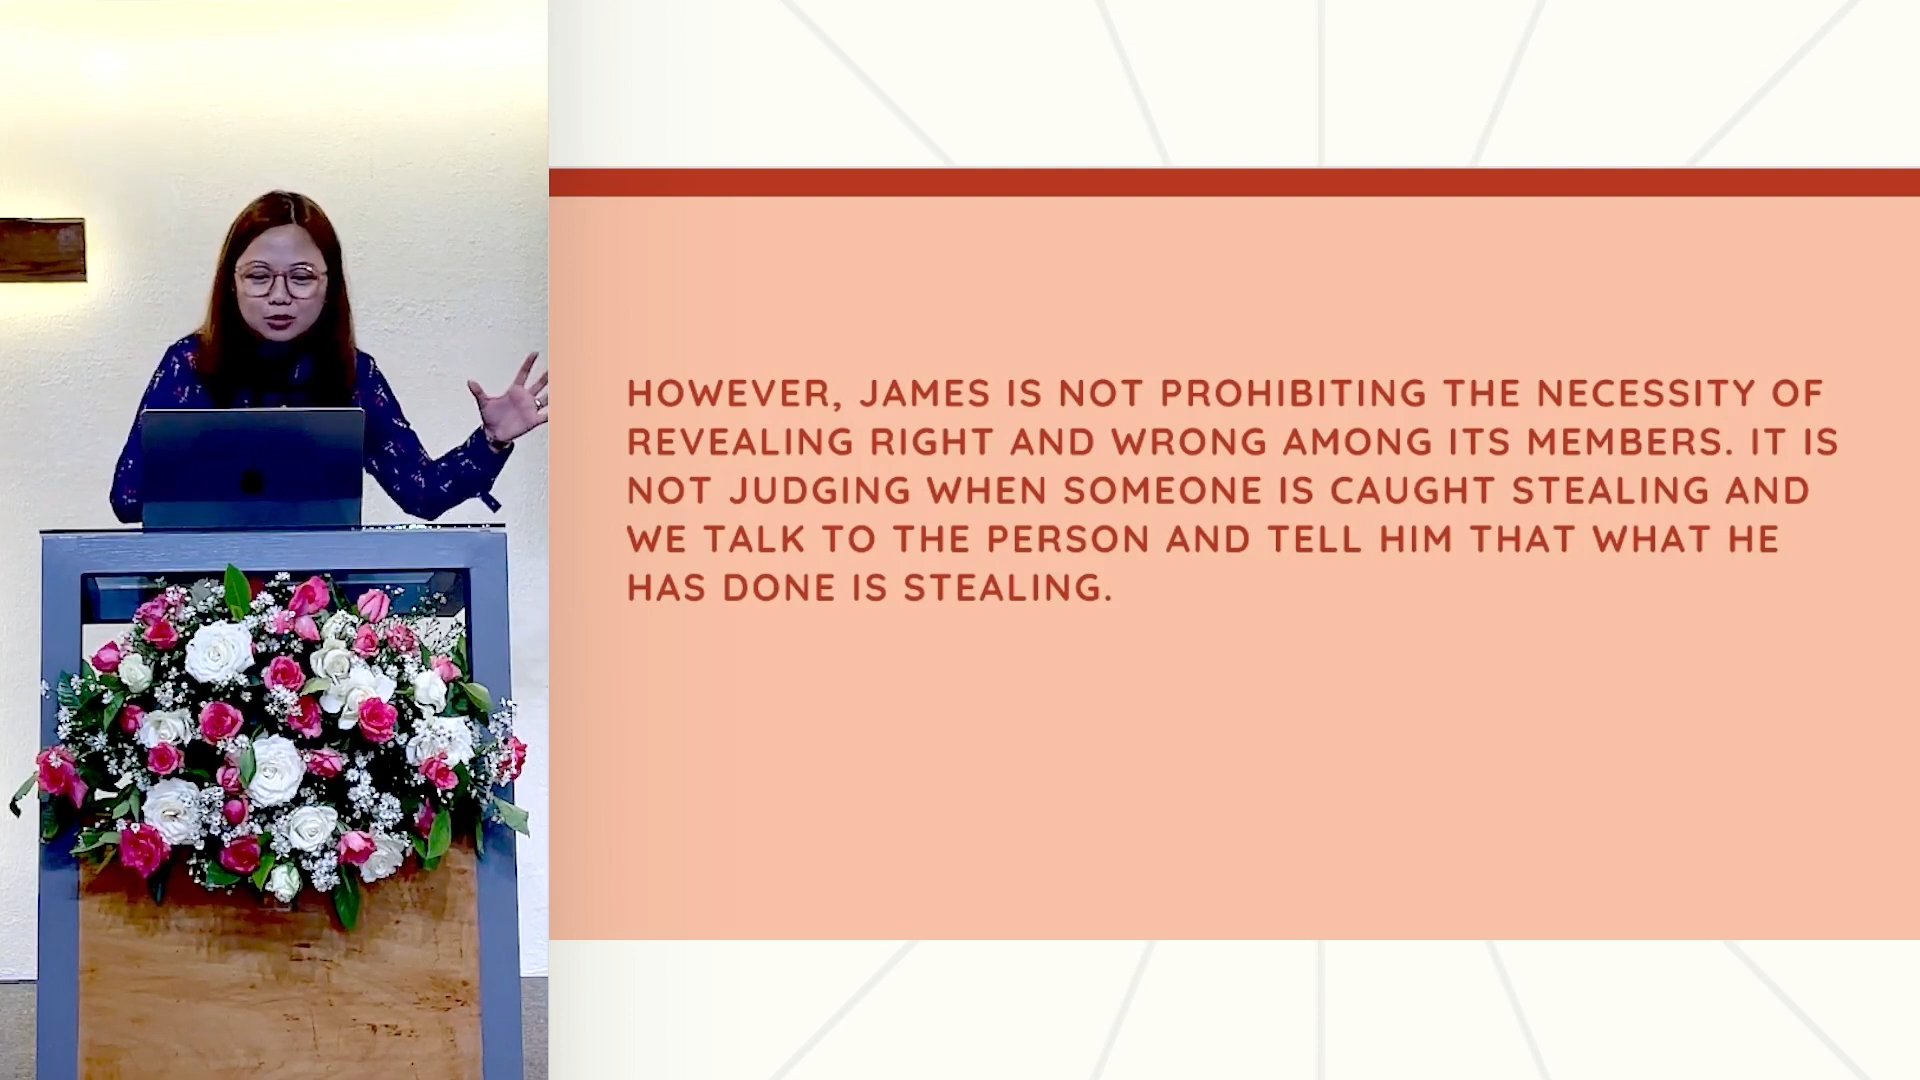 HOWEVER, JAMES IS NOT PROHIBITING THE NECESSITY OF
REVEALING RIGHT AND WRONG AMONG ITS MEMBERS. IT IS
NOT JUDGING WHEN SOMEONE IS CAUGHT STEALING AND
WE TALK TO THE PERSON AND TELL HIM THAT WHAT HE
HAS DONE IS STEALING.